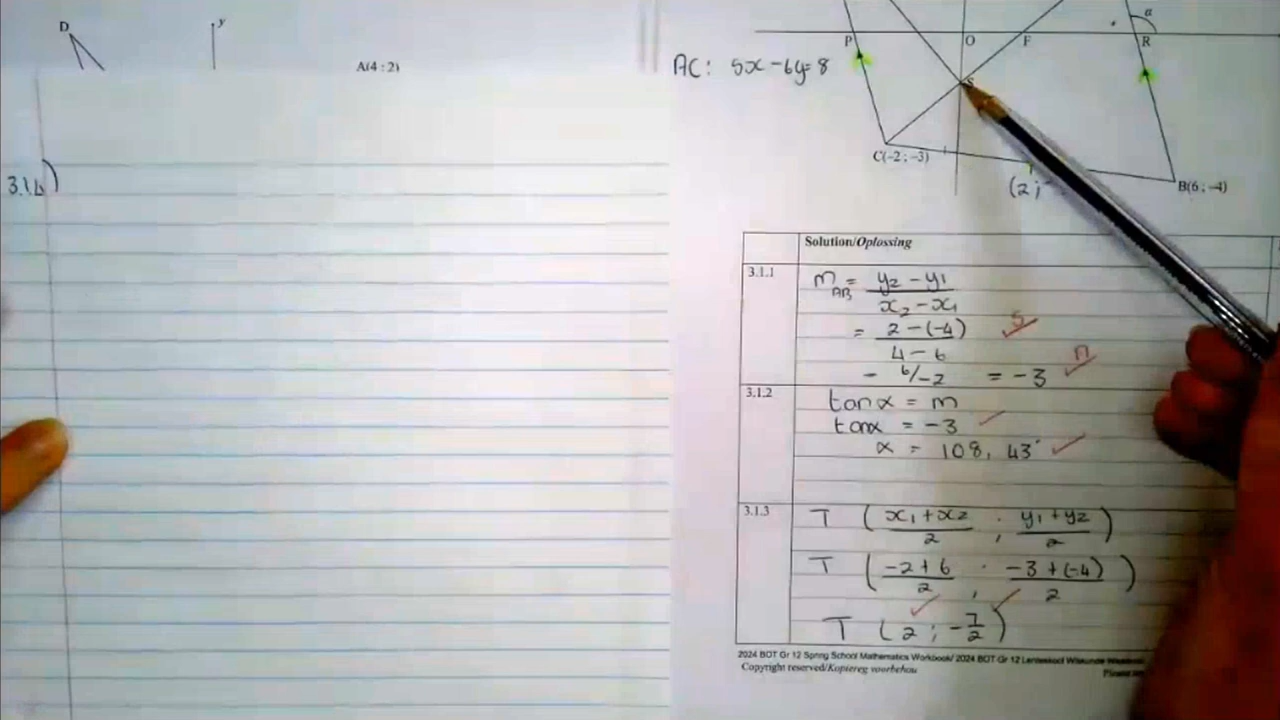 D
y
A(4 ; 2)
3.1.4)
AC: 5x - 6y = 8
P O F R
α
S
C(-2 ; -3)
(2 ; -
B(6 ; -4)
Solution/Oplossing
3.1.1
m_AB = (y₂ - y₁)/(x₂ - x₁)
= (2 - (-4))/(4 - 6) ✓ S
= 6/-2 = -3 ✓
3.1.2
tan α = m
tan α = -3 ✓
α = 108, 43° ✓
3.1.3
T ((x₁ + x₂)/2 ; (y₁ + y₂)/2)
T ((-2 + 6)/2 ; (-3 + (-4))/2)
T (2 ; -7/2)
2024 BOT Gr 12 Spring School Mathematics Workbook/ 2024 BOT Gr 12 Lenteskool Wiskunde
Copyright reserved/Kopiereg voorbehou